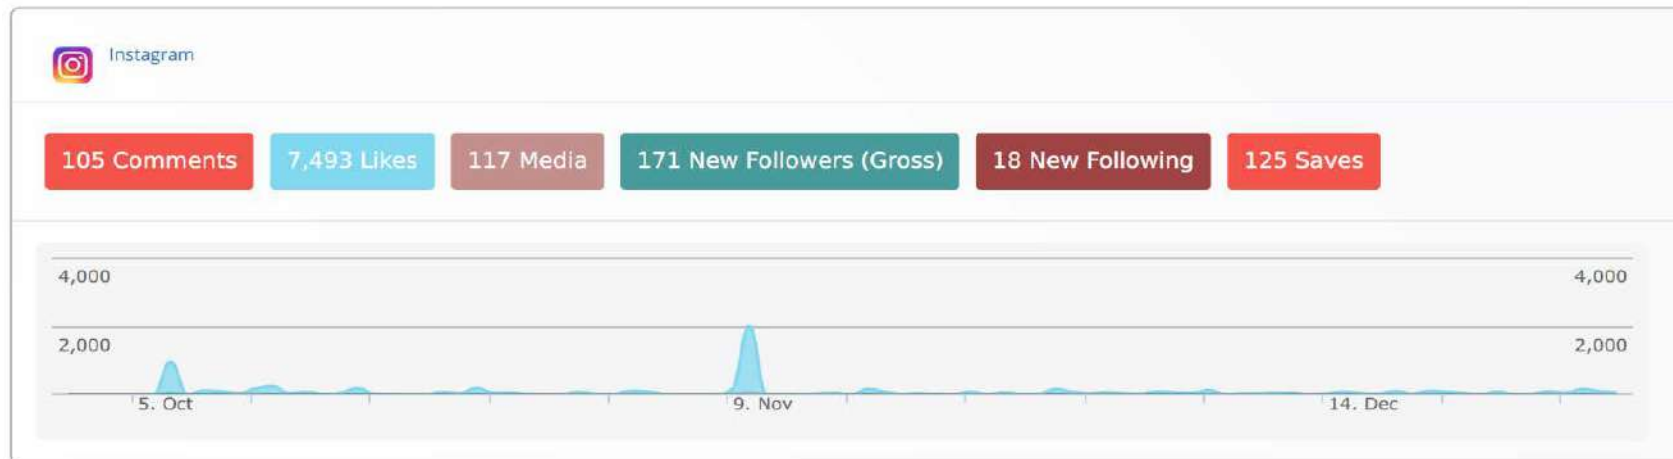 Instagram
105 Comments
7,493 Likes
117 Media
171 New Followers (Gross)
18 New Following
125 Saves
4,000
4,000
2,000
2,000
5. Oct
9. Nov
14. Dec